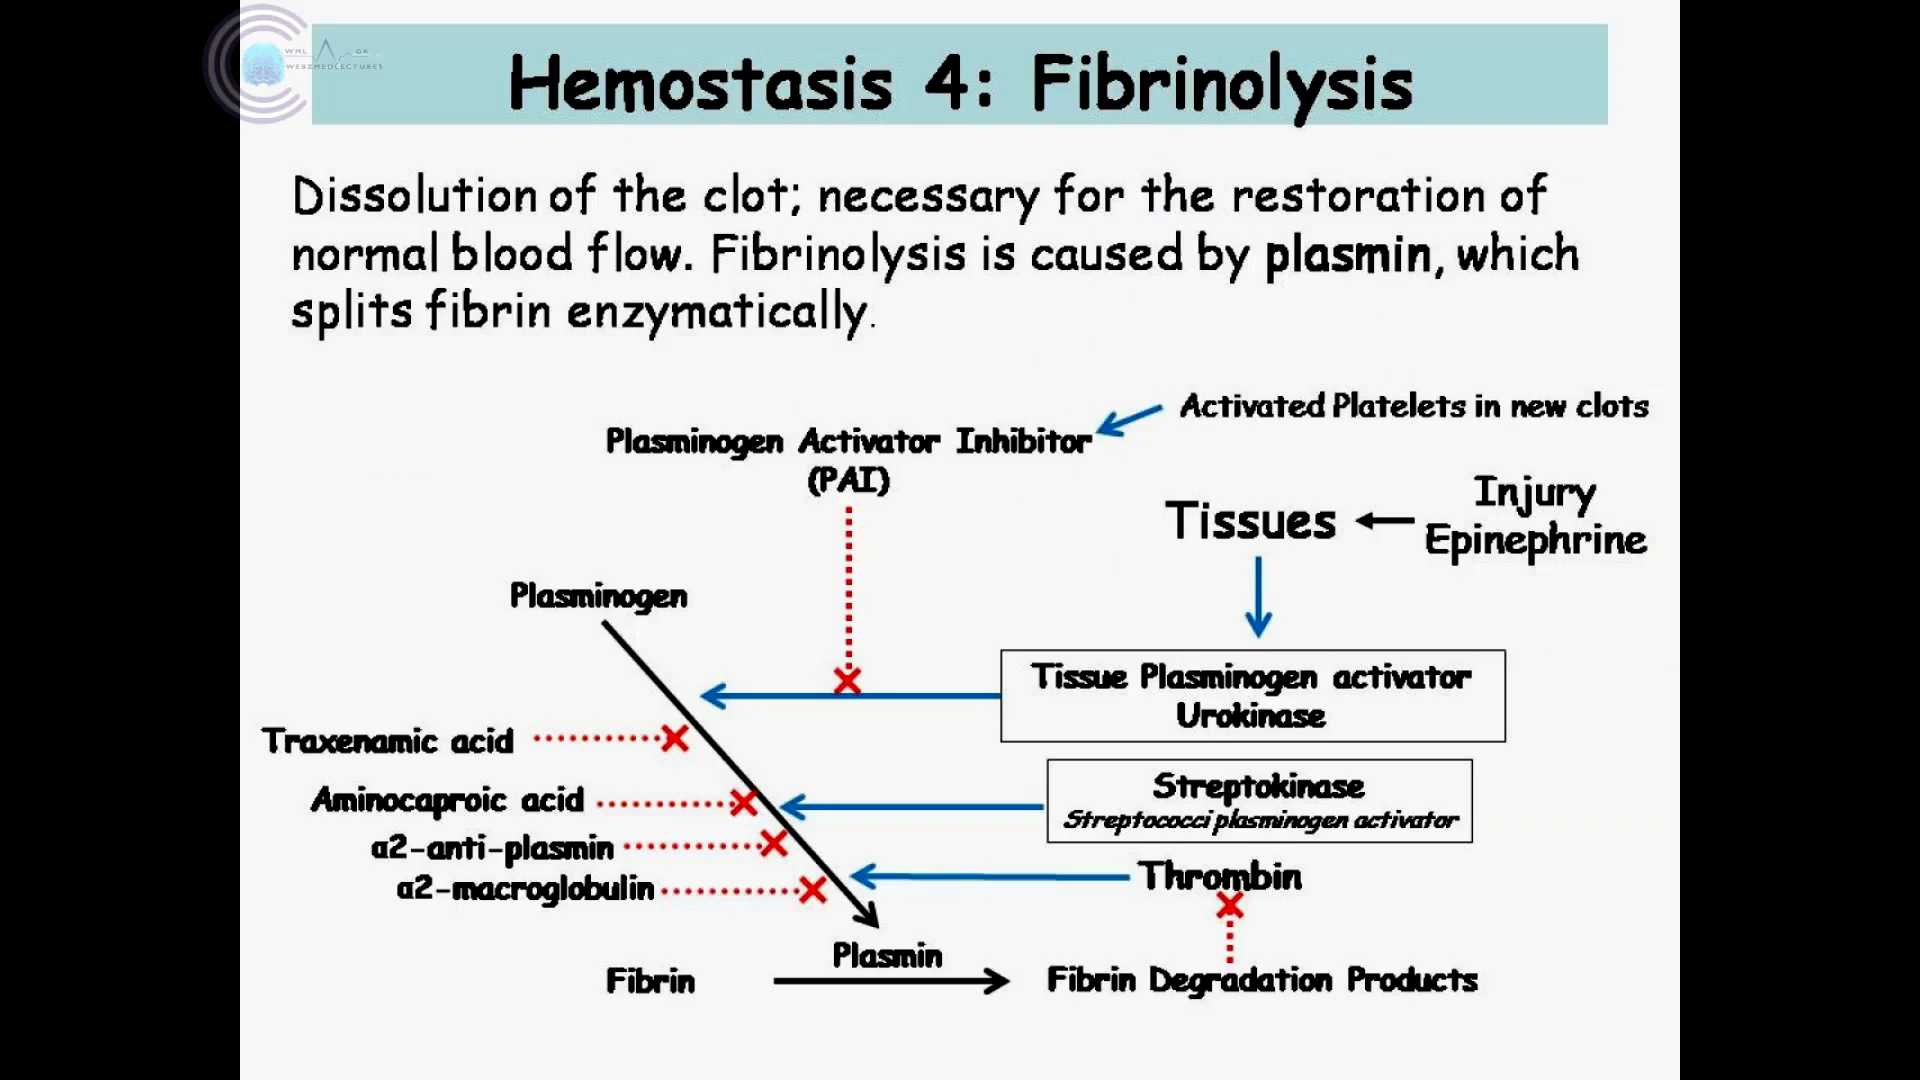 WML GK
WEBZMEDLECTURES
Hemostasis 4: Fibrinolysis
Dissolution of the clot; necessary for the restoration of
normal blood flow. Fibrinolysis is caused by plasmin, which
splits fibrin enzymatically.
Activated Platelets in new clots
Plasminogen Activator Inhibitor
(PAI)
Injury
Tissues
Epinephrine
Plasminogen
Tissue Plasminogen activator
Urokinase
Traxenamic acid
Streptokinase
Aminocaproic acid
Streptococci plasminogen activator
α2-anti-plasmin
Thrombin
α2-macroglobulin
Plasmin
Fibrin
Fibrin Degradation Products